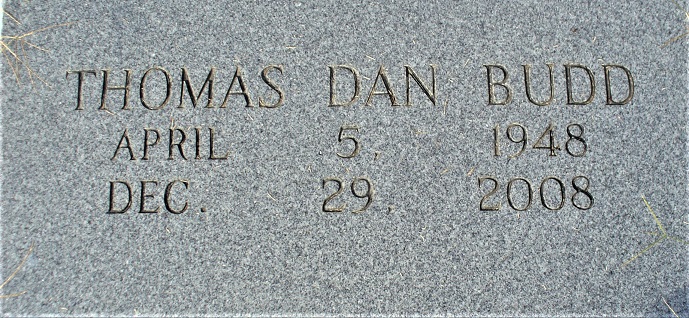 THOMAS DAN BUDD
APRIL 5, 1948
DEC. 29, 2008